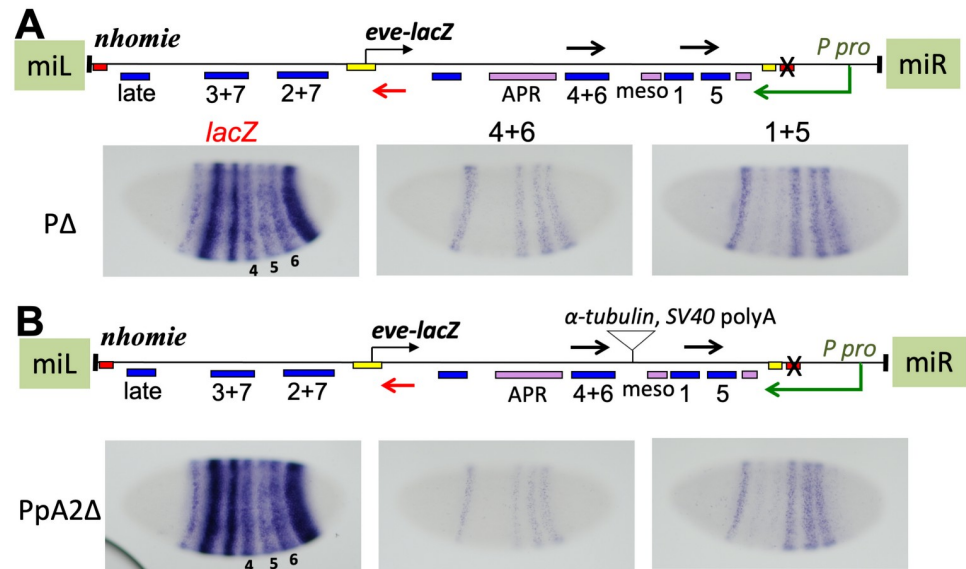 A
nhomie eve-lacZ P pro
miL miR
late 3+7 2+7 APR 4+6 meso 1 5
lacZ 4+6 1+5
PΔ
4 5 6
B
α-tubulin, SV40 polyA
nhomie eve-lacZ P pro
miL miR
late 3+7 2+7 APR 4+6 meso 1 5
PpA2Δ
4 5 6